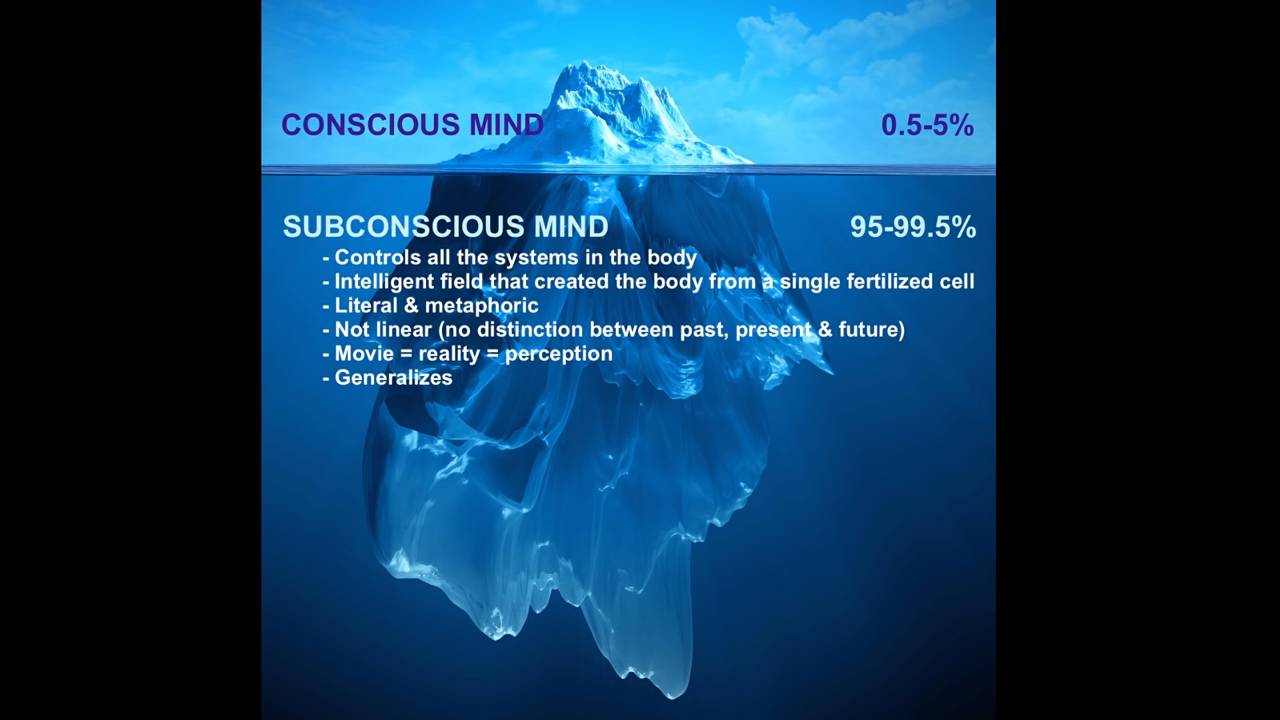 CONSCIOUS MIND 0.5-5%
SUBCONSCIOUS MIND 95-99.5%
- Controls all the systems in the body
- Intelligent field that created the body from a single fertilized cell
- Literal & metaphoric
- Not linear (no distinction between past, present & future)
- Movie = reality = perception
- Generalizes